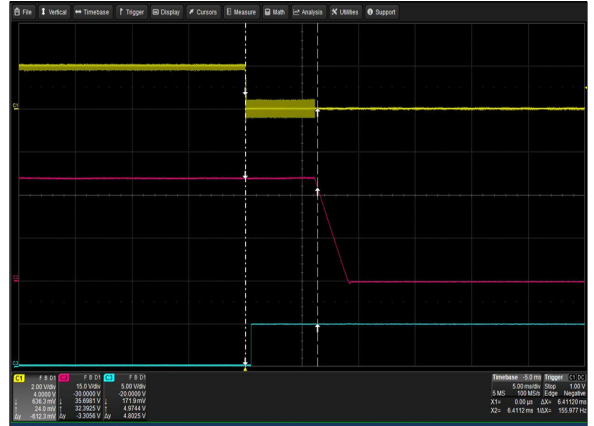 File Vertical Timebase Trigger Display Cursors Measure Math Analysis Utilities Support
C1 F B D1 C2 F B D1 C3 F B D1 Timebase -5.0 ms Trigger C1 DC
2.00 V/div 15.0 V/div 5.00 V/div 5.00 ms/div Stop 1.00 V
4.0000 V -30.0000 V -20.0000 V 5 MS 100 MS/s Edge Negative
↓ 636.3 mV ↓ 35.6981 V ↓ 171.9 mV X1= 0.00 µs ΔX= 6.41120 ms
↑ 24.0 mV ↑ 32.3925 V ↑ 4.9744 V X2= 6.4112 ms 1/ΔX= 155.977 Hz
Δy -612.3 mV Δy -3.3056 V Δy 4.8025 V